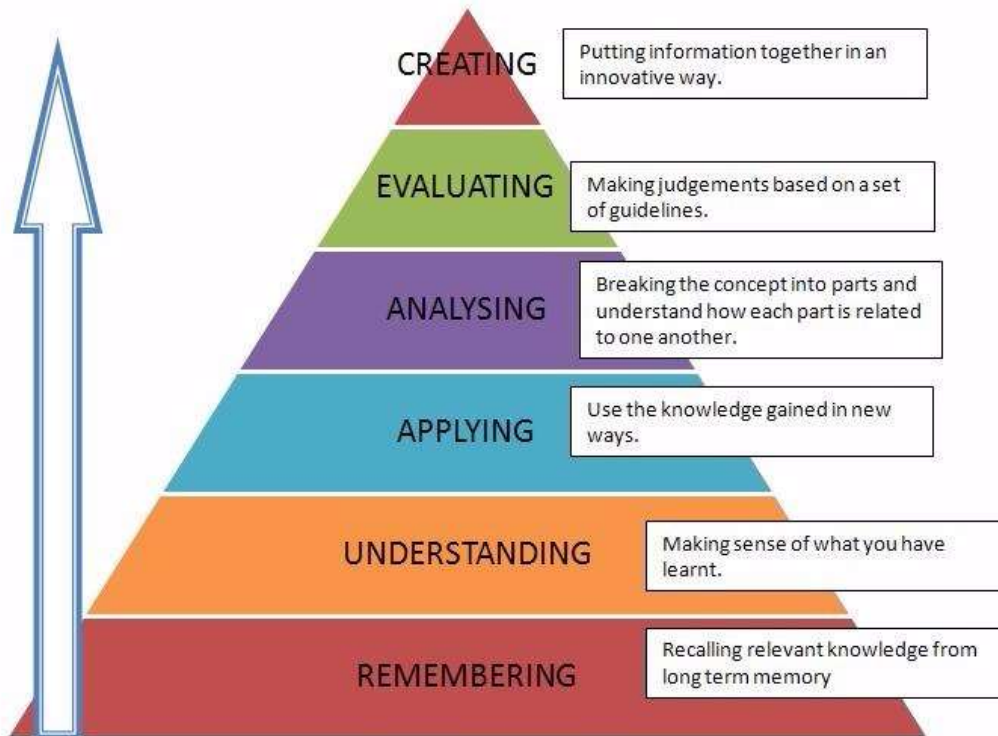 CREATING
Putting information together in an
innovative way.
EVALUATING
Making judgements based on a set
of guidelines.
ANALYSING
Breaking the concept into parts and
understand how each part is related
to one another.
APPLYING
Use the knowledge gained in new
ways.
UNDERSTANDING
Making sense of what you have
learnt.
REMEMBERING
Recalling relevant knowledge from
long term memory